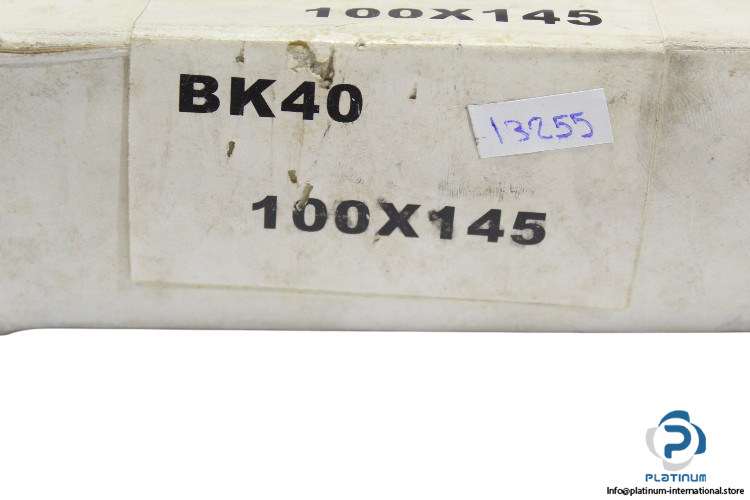 100X145
BK40
13255
100X145
PLATINUM
Info@platinum-international.store